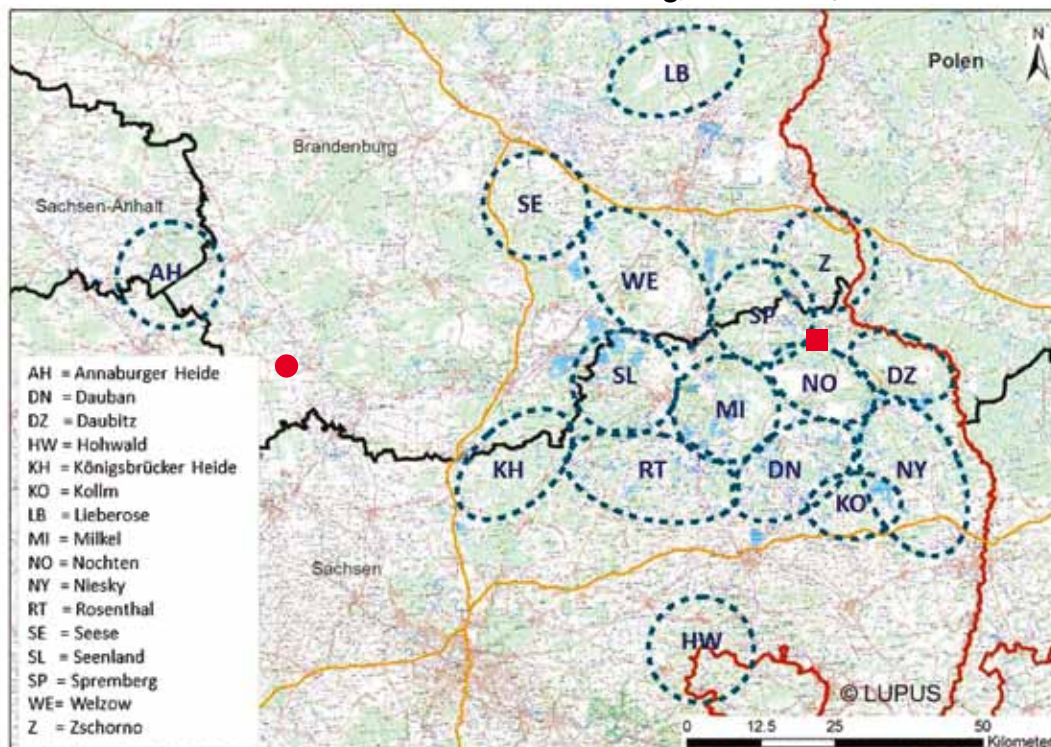 N
Polen
LB
Brandenburg
Sachsen-Anhalt
SE
AH
Z
WE
SP
SL
NO
DZ
MI
KH
RT
DN
NY
KO
Sachsen
HW
AH = Annaburger Heide
DN = Dauban
DZ = Daubitz
HW = Hohwald
KH = Königsbrücker Heide
KO = Kollm
LB = Lieberose
MI = Milkel
NO = Nochten
NY = Niesky
RT = Rosenthal
SE = Seese
SL = Seenland
SP = Spremberg
WE= Welzow
Z = Zschorno
© LUPUS
0 12.5 25 50
Kilometer